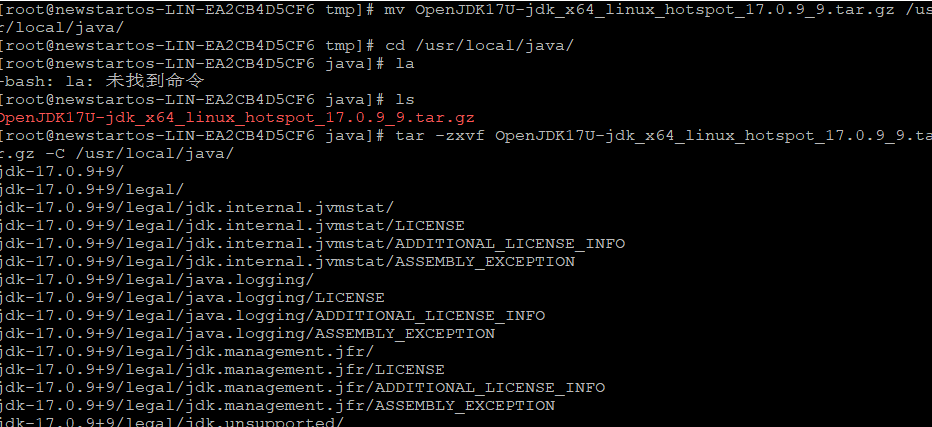 [root@newstartos-LIN-EA2CB4D5CF6 tmp]# mv OpenJDK17U-jdk_x64_linux_hotspot_17.0.9_9.tar.gz /us
r/local/java/
[root@newstartos-LIN-EA2CB4D5CF6 tmp]# cd /usr/local/java/
[root@newstartos-LIN-EA2CB4D5CF6 java]# la
-bash: la: 未找到命令
[root@newstartos-LIN-EA2CB4D5CF6 java]# ls
OpenJDK17U-jdk_x64_linux_hotspot_17.0.9_9.tar.gz
[root@newstartos-LIN-EA2CB4D5CF6 java]# tar -zxvf OpenJDK17U-jdk_x64_linux_hotspot_17.0.9_9.ta
r.gz -C /usr/local/java/
jdk-17.0.9+9/
jdk-17.0.9+9/legal/
jdk-17.0.9+9/legal/jdk.internal.jvmstat/
jdk-17.0.9+9/legal/jdk.internal.jvmstat/LICENSE
jdk-17.0.9+9/legal/jdk.internal.jvmstat/ADDITIONAL_LICENSE_INFO
jdk-17.0.9+9/legal/jdk.internal.jvmstat/ASSEMBLY_EXCEPTION
jdk-17.0.9+9/legal/java.logging/
jdk-17.0.9+9/legal/java.logging/LICENSE
jdk-17.0.9+9/legal/java.logging/ADDITIONAL_LICENSE_INFO
jdk-17.0.9+9/legal/java.logging/ASSEMBLY_EXCEPTION
jdk-17.0.9+9/legal/jdk.management.jfr/
jdk-17.0.9+9/legal/jdk.management.jfr/LICENSE
jdk-17.0.9+9/legal/jdk.management.jfr/ADDITIONAL_LICENSE_INFO
jdk-17.0.9+9/legal/jdk.management.jfr/ASSEMBLY_EXCEPTION
jdk-17.0.9+9/legal/jdk.unsupported/